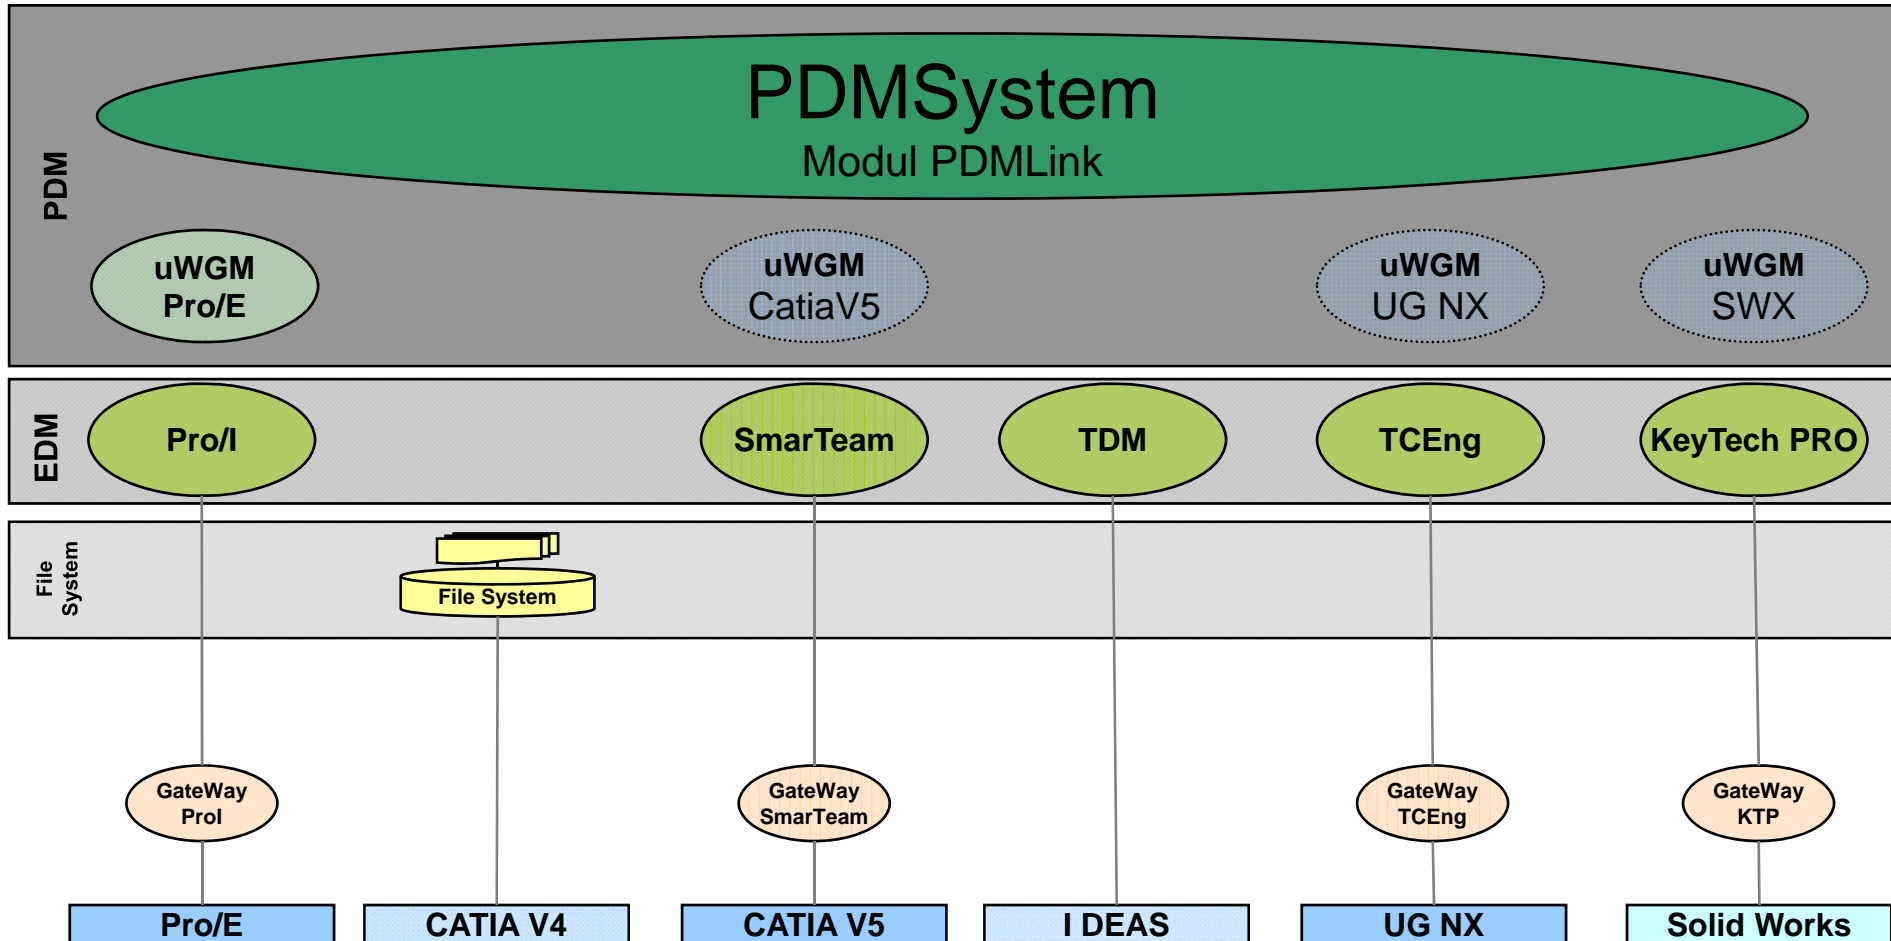 PDMSystem
Modul PDMLink
PDM
uWGM
Pro/E
uWGM
CatiaV5
uWGM
UG NX
uWGM
SWX
EDM
Pro/I
SmarTeam
TDM
TCEng
KeyTech PRO
File
System
File System
GateWay
ProI
GateWay
SmarTeam
GateWay
TCEng
GateWay
KTP
Pro/E
CATIA V4
CATIA V5
I DEAS
UG NX
Solid Works